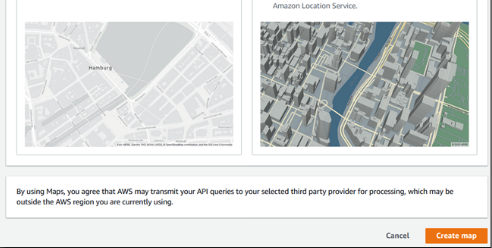 Amazon Location Service.
Hamburg
By using Maps, you agree that AWS may transmit your API queries to your selected third party provider for processing, which may be
outside the AWS region you are currently using.
Cancel
Create map